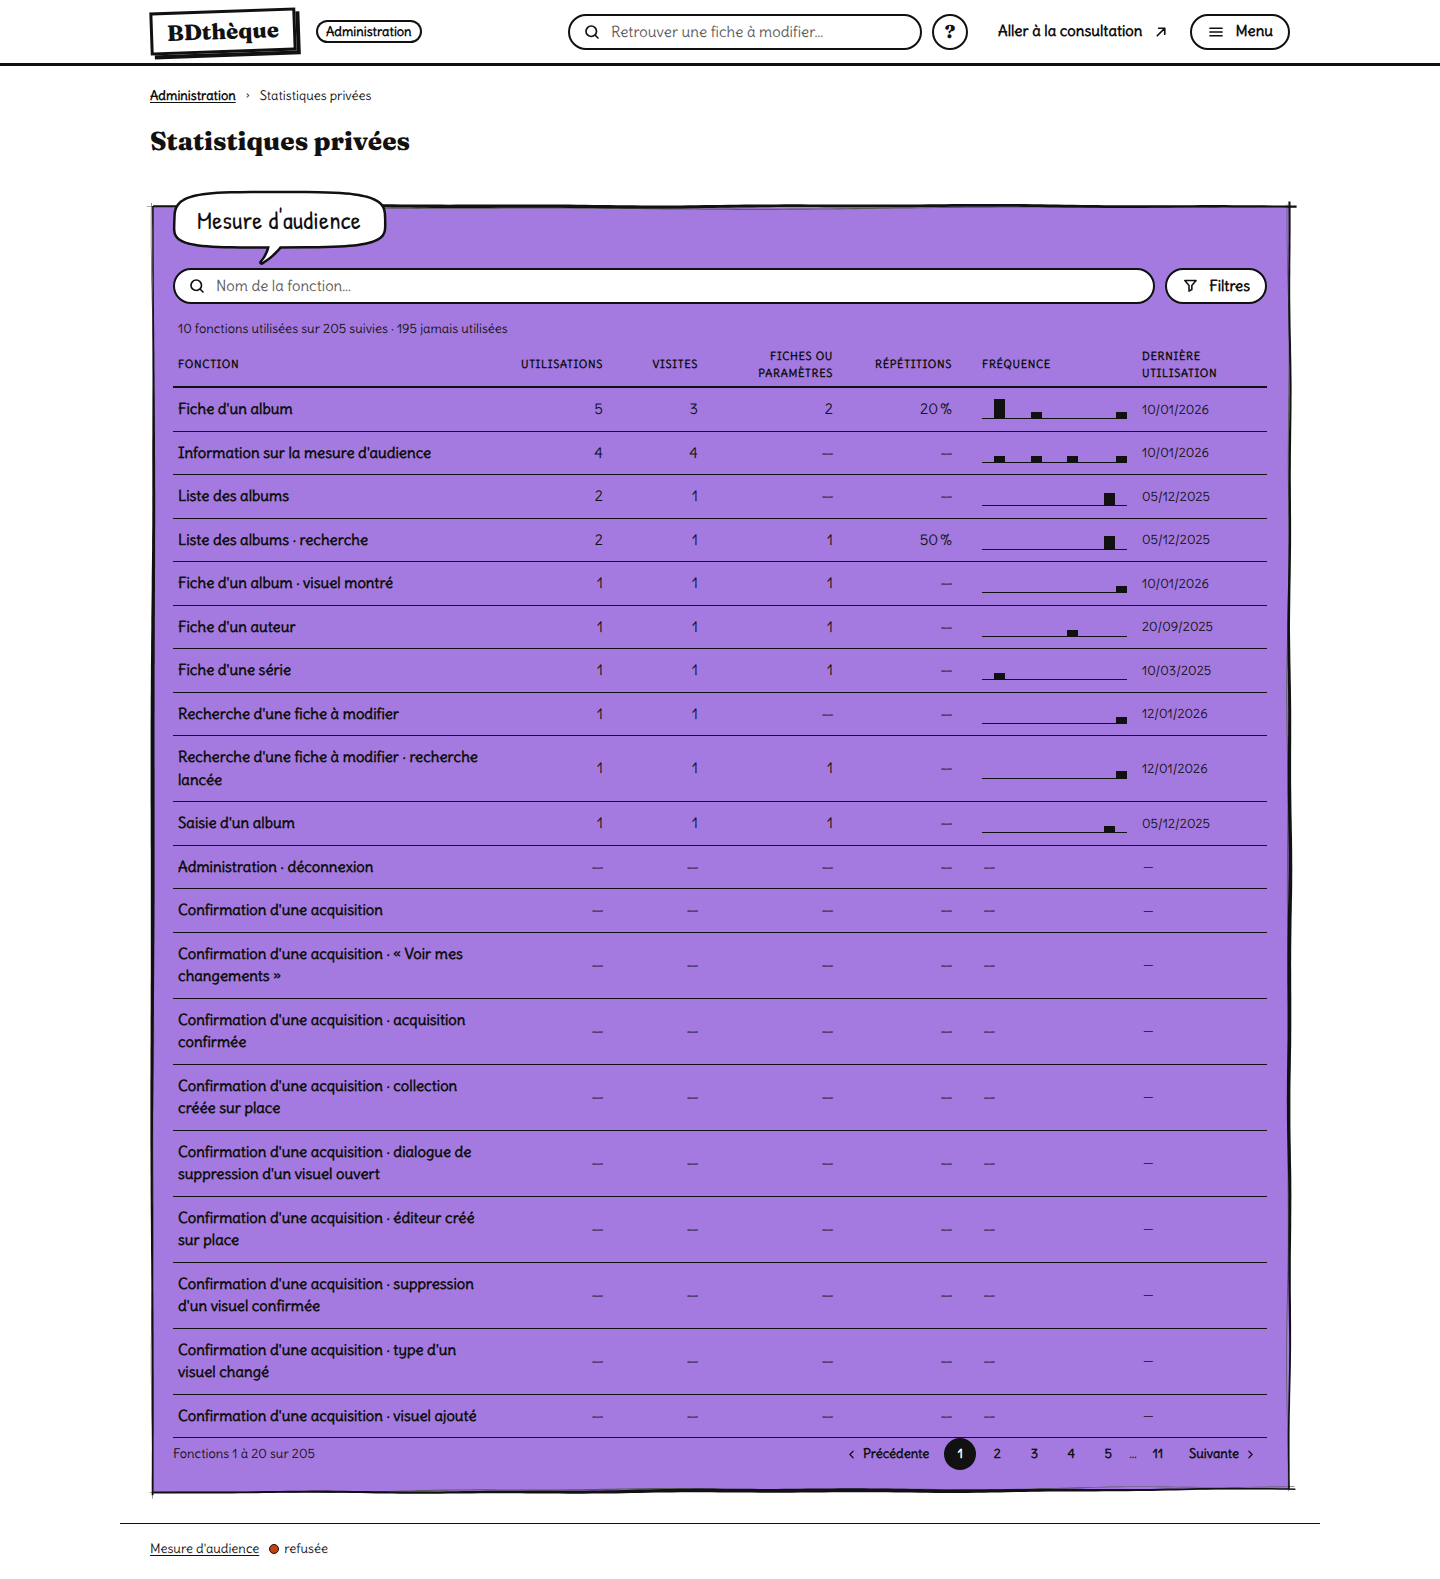 BDthèque
Administration
Retrouver une fiche à modifier...
?
Aller à la consultation
Menu
Administration › Statistiques privées
Statistiques privées
Mesure d'audience
Nom de la fonction...
Filtres
10 fonctions utilisées sur 205 suivies · 195 jamais utilisées
FONCTION UTILISATIONS VISITES FICHES OU PARAMÈTRES RÉPÉTITIONS FRÉQUENCE DERNIÈRE UTILISATION
Fiche d'un album 5 3 2 20 % 10/01/2026
Information sur la mesure d'audience 4 4 — — 10/01/2026
Liste des albums 2 1 — — 05/12/2025
Liste des albums · recherche 2 1 1 50 % 05/12/2025
Fiche d'un album · visuel montré 1 1 1 — 10/01/2026
Fiche d'un auteur 1 1 1 — 20/09/2025
Fiche d'une série 1 1 1 — 10/03/2025
Recherche d'une fiche à modifier 1 1 — — 12/01/2026
Recherche d'une fiche à modifier · recherche
lancée 1 1 1 — 12/01/2026
Saisie d'un album 1 1 1 — 05/12/2025
Administration · déconnexion — — — — — —
Confirmation d'une acquisition — — — — — —
Confirmation d'une acquisition · « Voir mes
changements » — — — — — —
Confirmation d'une acquisition · acquisition
confirmée — — — — — —
Confirmation d'une acquisition · collection
créée sur place — — — — — —
Confirmation d'une acquisition · dialogue de
suppression d'un visuel ouvert — — — — — —
Confirmation d'une acquisition · éditeur créé
sur place — — — — — —
Confirmation d'une acquisition · suppression
d'un visuel confirmée — — — — — —
Confirmation d'une acquisition · type d'un
visuel changé — — — — — —
Confirmation d'une acquisition · visuel ajouté — — — — — —
Fonctions 1 à 20 sur 205
‹ Précédente 1 2 3 4 5 ... 11 Suivante ›
Mesure d'audience refusée